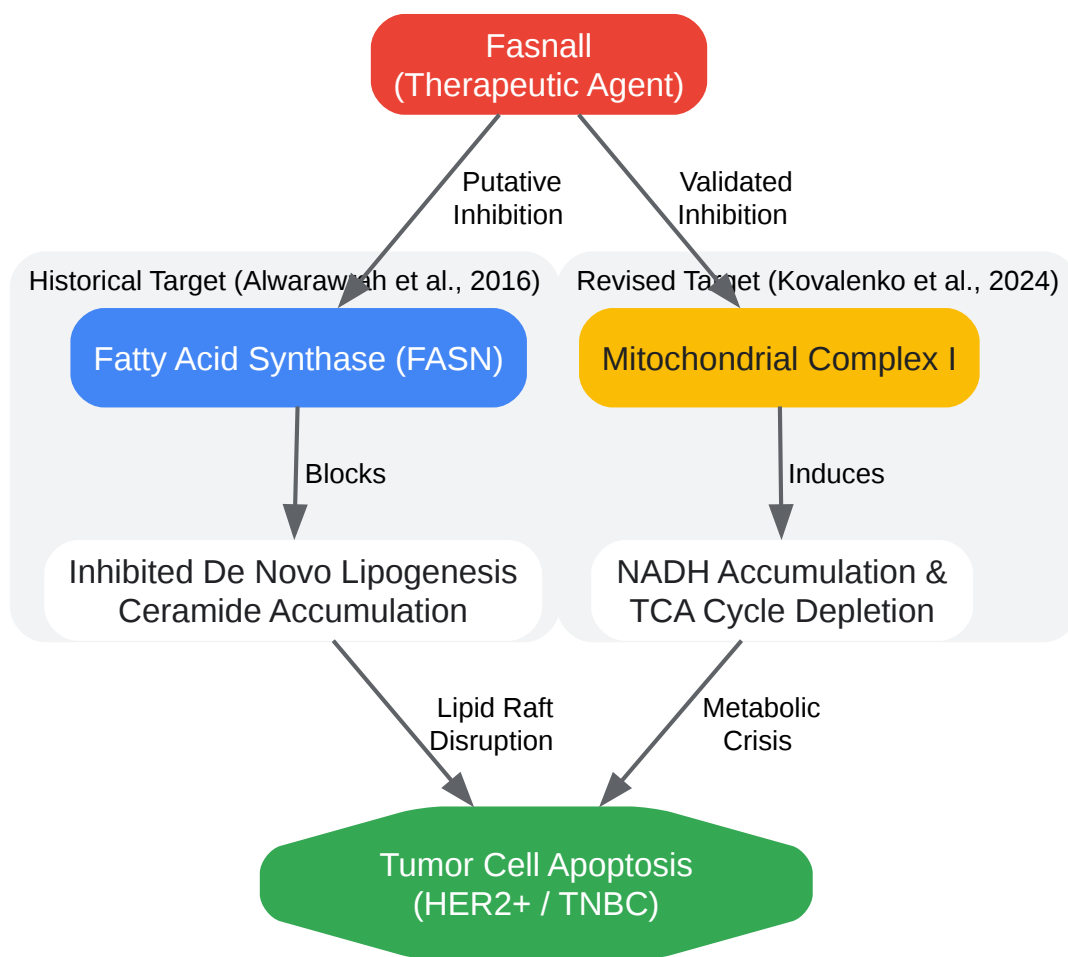 Fasnall
(Therapeutic Agent)
Putative
Inhibition
Validated
Inhibition
Historical Target (Alwarawrah et al., 2016)
Revised Target (Kovalenko et al., 2024)
Fatty Acid Synthase (FASN)
Mitochondrial Complex I
Blocks
Induces
Inhibited De Novo Lipogenesis
Ceramide Accumulation
NADH Accumulation &
TCA Cycle Depletion
Lipid Raft
Disruption
Metabolic
Crisis
Tumor Cell Apoptosis
(HER2+ / TNBC)